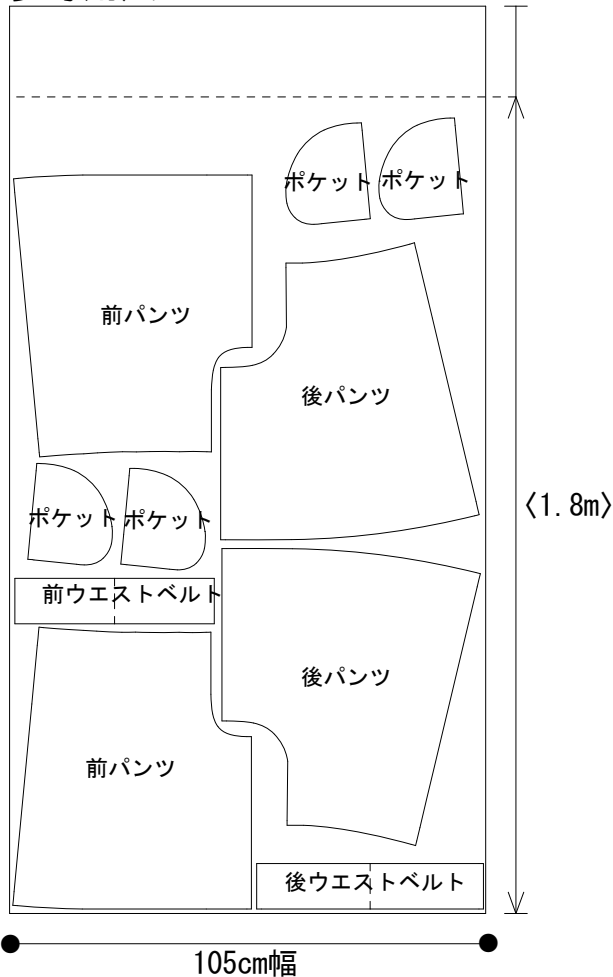 ポケット
ポケット
前パンツ
後パンツ
〈1.8m〉
ポケット
ポケット
前ウエストベルト
後パンツ
前パンツ
後ウエストベルト
105cm幅